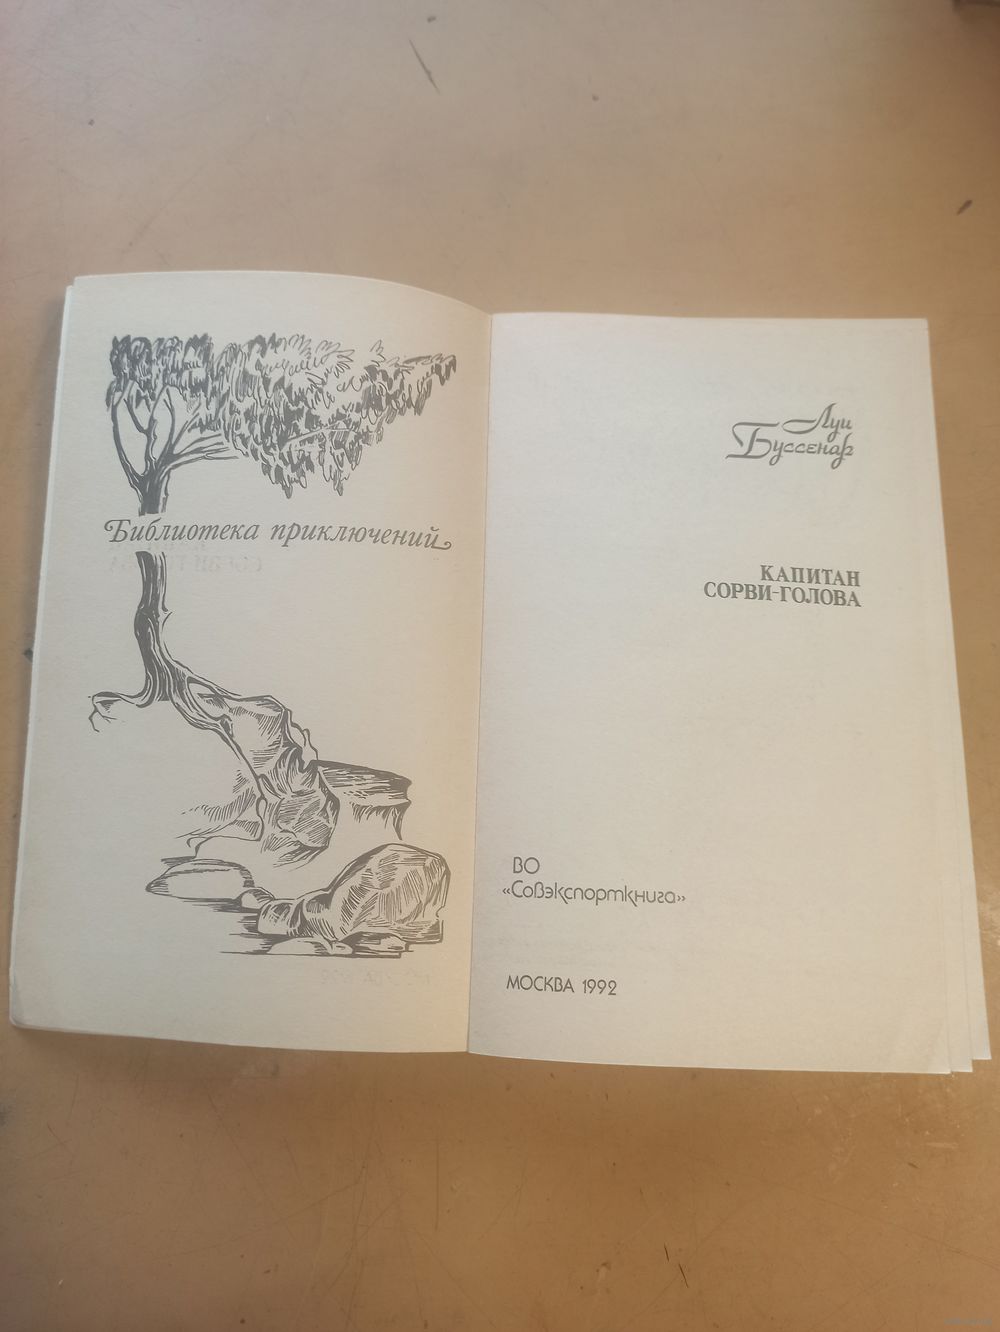 Библиотека приключений
Луи
Буссенар
КАПИТАН
СОРВИ-ГОЛОВА
ВО
«Совэкспорткнига»
МОСКВА 1992